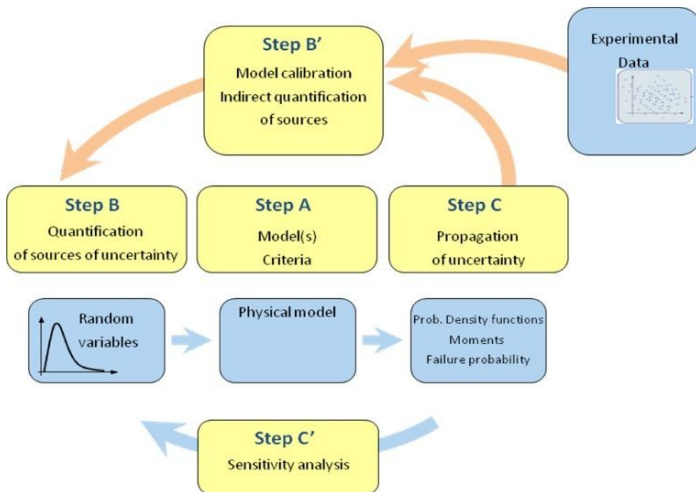 Step B’
Model calibration
Indirect quantification
of sources
Experimental
Data
Step B
Quantification
of sources of uncertainty
Step A
Model(s)
Criteria
Step C
Propagation
of uncertainty
Random
variables
Physical model
Prob. Density functions
Moments
Failure probability
Step C’
Sensitivity analysis